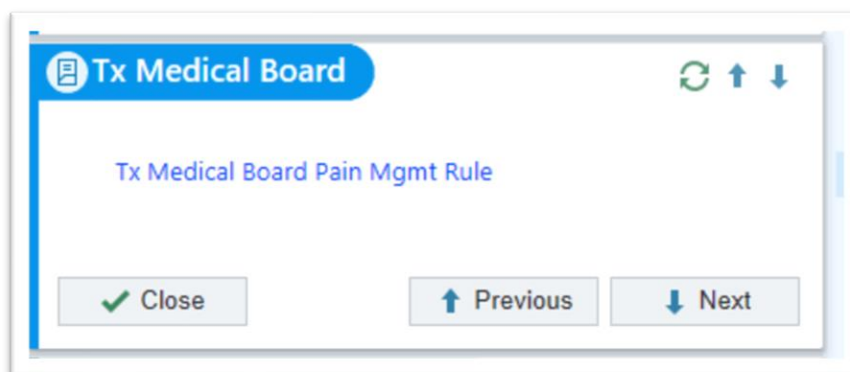 Tx Medical Board
Tx Medical Board Pain Mgmt Rule
Close
Previous
Next